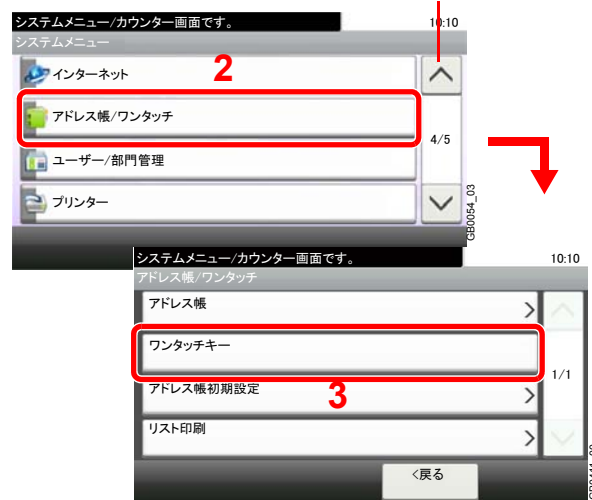 システムメニュー/カウンター画面です。
10:10
システムメニュー
2
インターネット
アドレス帳/ワンタッチ
4/5
ユーザー/部門管理
プリンター
GB0054_03
システムメニュー/カウンター画面です。
10:10
アドレス帳/ワンタッチ
アドレス帳
ワンタッチキー
1/1
アドレス帳初期設定
3
リスト印刷
<戻る